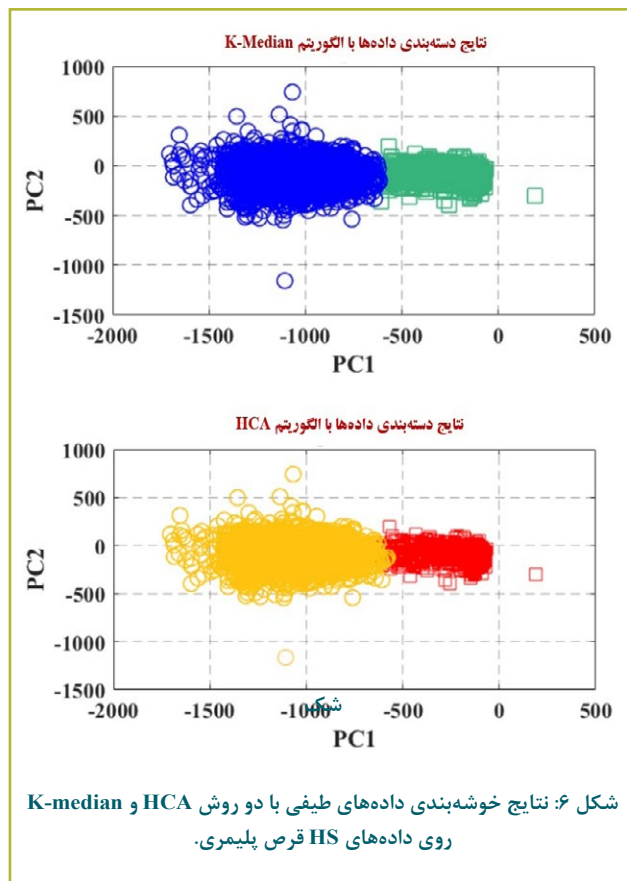 نتایج دسته‌بندی داده‌ها با الگوریتم K-Median
1000
500
0
-500
-1000
-1500
PC2
-2000 -1500 -1000 -500 0 500
PC1
نتایج دسته‌بندی داده‌ها با الگوریتم HCA
1000
500
0
-500
-1000
-1500
PC2
-2000 -1500 -1000 -500 0 500
شکل
PC1
شکل ۶: نتایج خوشه‌بندی داده‌های طیفی با دو روش HCA و K-median
روی داده‌های HS قرص پلیمری.